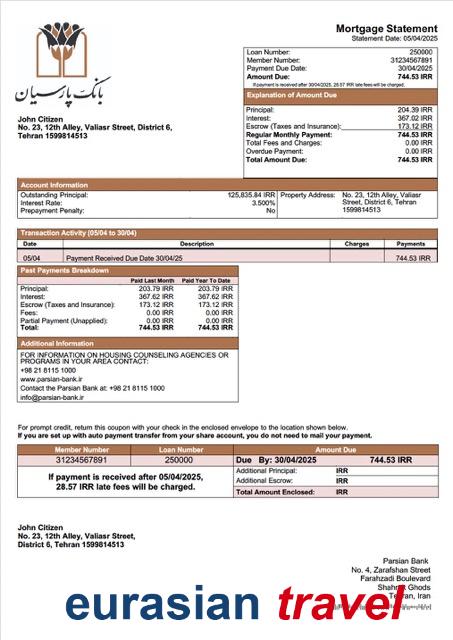 بانک پارسیان
Mortgage Statement
Statement Date: 05/04/2025
Loan Number: 250000
Member Number: 31234567891
Payment Due Date: 30/04/2025
Amount Due: 744.53 IRR
If payment is received after 30/04/2025, 28.57 IRR late fees will be charged.
John Citizen
No. 23, 12th Alley, Valiasr Street, District 6,
Tehran 1599814513
Explanation of Amount Due
Principal: 204.39 IRR
Interest: 367.02 IRR
Escrow (Taxes and Insurance): 173.12 IRR
Regular Monthly Payment: 744.53 IRR
Total Fees and Charges: 0.00 IRR
Overdue Payment: 0.00 IRR
Total Amount Due: 744.53 IRR
Account Information
Outstanding Principal: 125,835.84 IRR
Interest Rate: 3.500%
Prepayment Penalty: No
Property Address: No. 23, 12th Alley, Valiasr
Street, District 6, Tehran
1599814513
Transaction Activity (05/04 to 30/04)
Date Description Charges Payments
05/04 Payment Received Due Date 30/04/25 744.53 IRR
Past Payments Breakdown
Paid Last Month Paid Year To Date
Principal: 203.79 IRR 203.79 IRR
Interest: 367.62 IRR 367.62 IRR
Escrow (Taxes and Insurance): 173.12 IRR 173.12 IRR
Fees: 0.00 IRR 0.00 IRR
Partial Payment (Unapplied): 0.00 IRR 0.00 IRR
Total: 744.53 IRR 744.53 IRR
Additional Information
FOR INFORMATION ON HOUSING COUNSELING AGENCIES OR
PROGRAMS IN YOUR AREA CONTACT:
+98 21 8115 1000
www.parsian-bank.ir
Contact the Parsian Bank at: +98 21 8115 1000
info@parsian-bank.ir
For prompt credit, return this coupon with your check in the enclosed envelope to the location shown below.
If you are set up with auto payment transfer from your share account, you do not need to mail your payment.
Member Number Loan Number Amount Due
31234567891 250000 Due By: 30/04/2025 744.53 IRR
If payment is received after 05/04/2025,
28.57 IRR late fees will be charged.
Additional Principal: IRR
Additional Escrow: IRR
Total Amount Enclosed: IRR
John Citizen
No. 23, 12th Alley, Valiasr Street,
District 6, Tehran 1599814513
Parsian Bank
No. 4, Zarafshan Street
Farahzadi Boulevard
Ghods
Tehran, Iran
eurasian travel